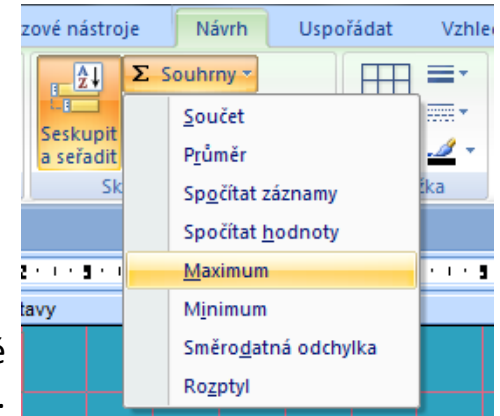 zové nástroje Návrh Uspořádat Vzhle
Σ Souhrny
Seskupit
a seřadit
Sk
žka
Součet
Průměr
Spočítat záznamy
Spočítat hodnoty
Maximum
Minimum
Směrodatná odchylka
Rozptyl
tavy
é
.